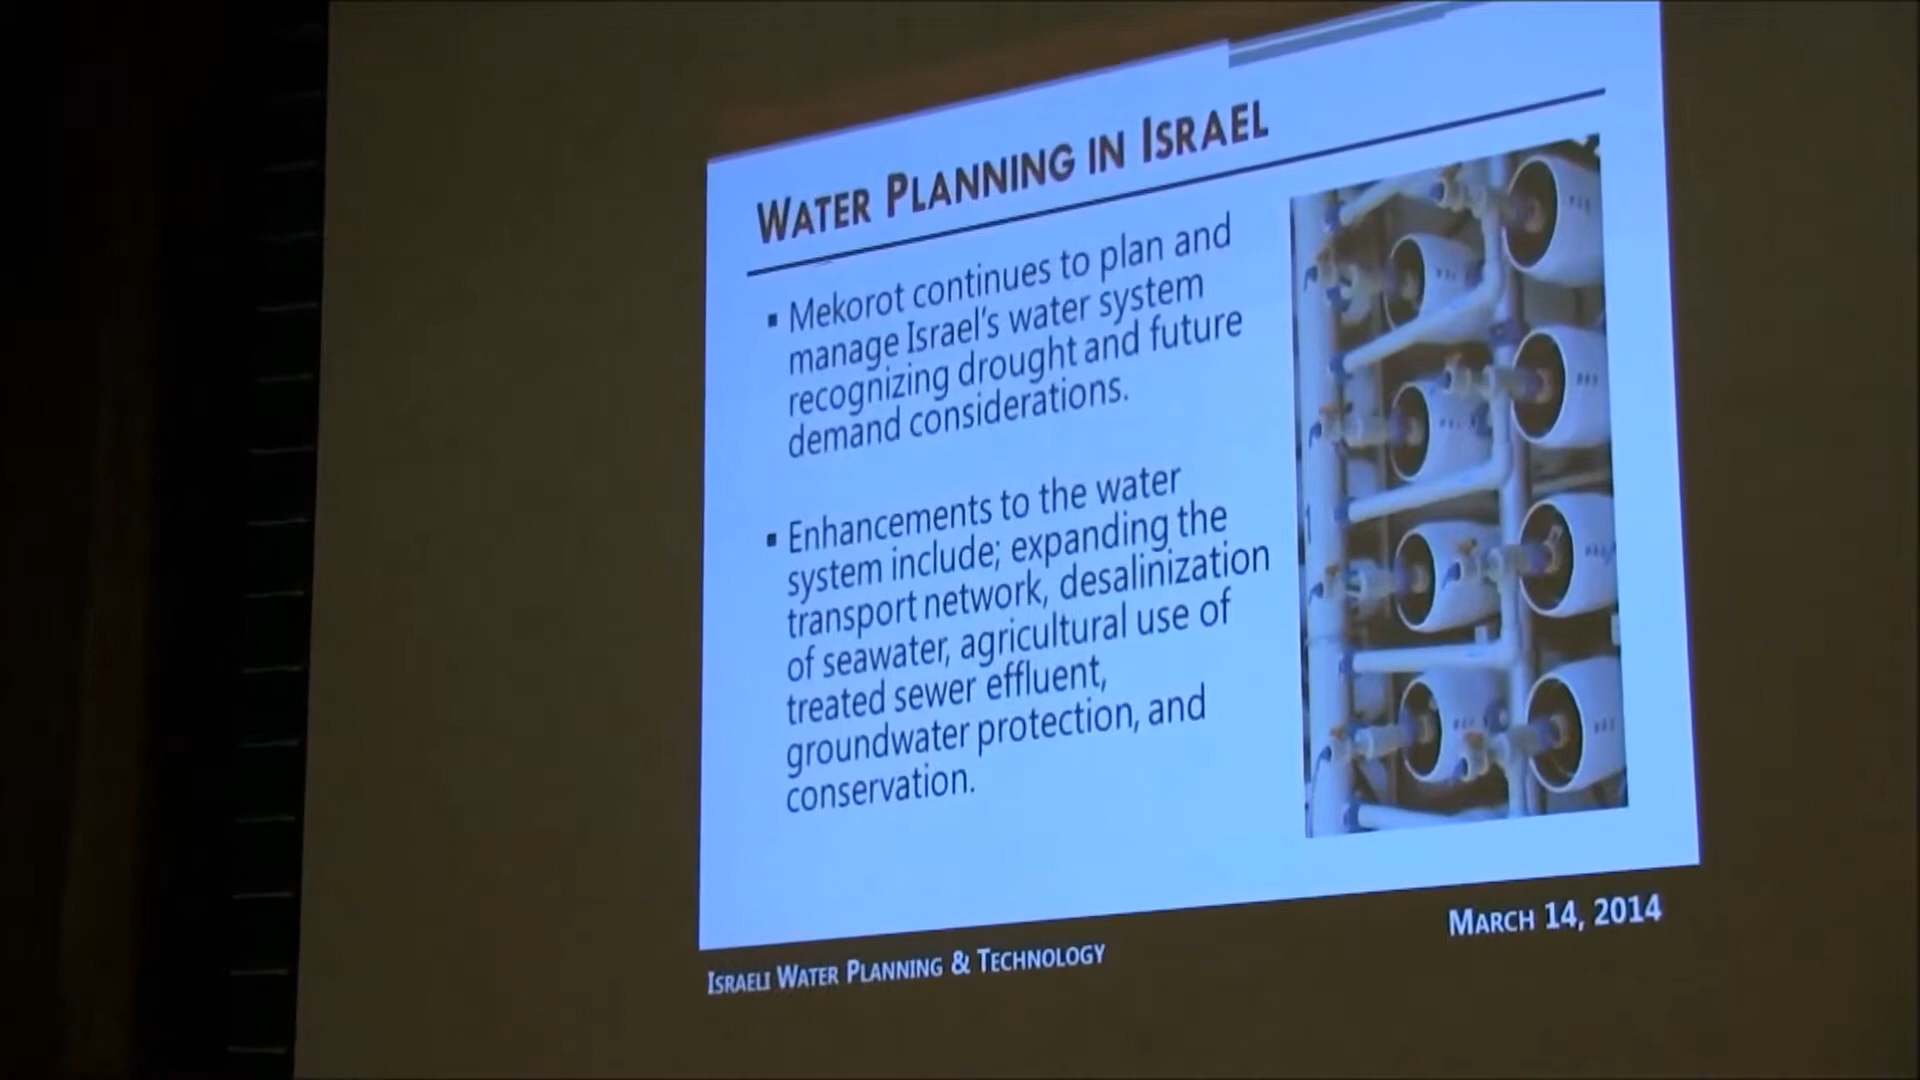 WATER PLANNING IN ISRAEL
▪ Mekorot continues to plan and
manage Israel's water system
recognizing drought and future
demand considerations.
▪ Enhancements to the water
system include; expanding the
transport network, desalinization
of seawater, agricultural use of
treated sewer effluent,
groundwater protection, and
conservation.
ISRAELI WATER PLANNING & TECHNOLOGY
MARCH 14, 2014